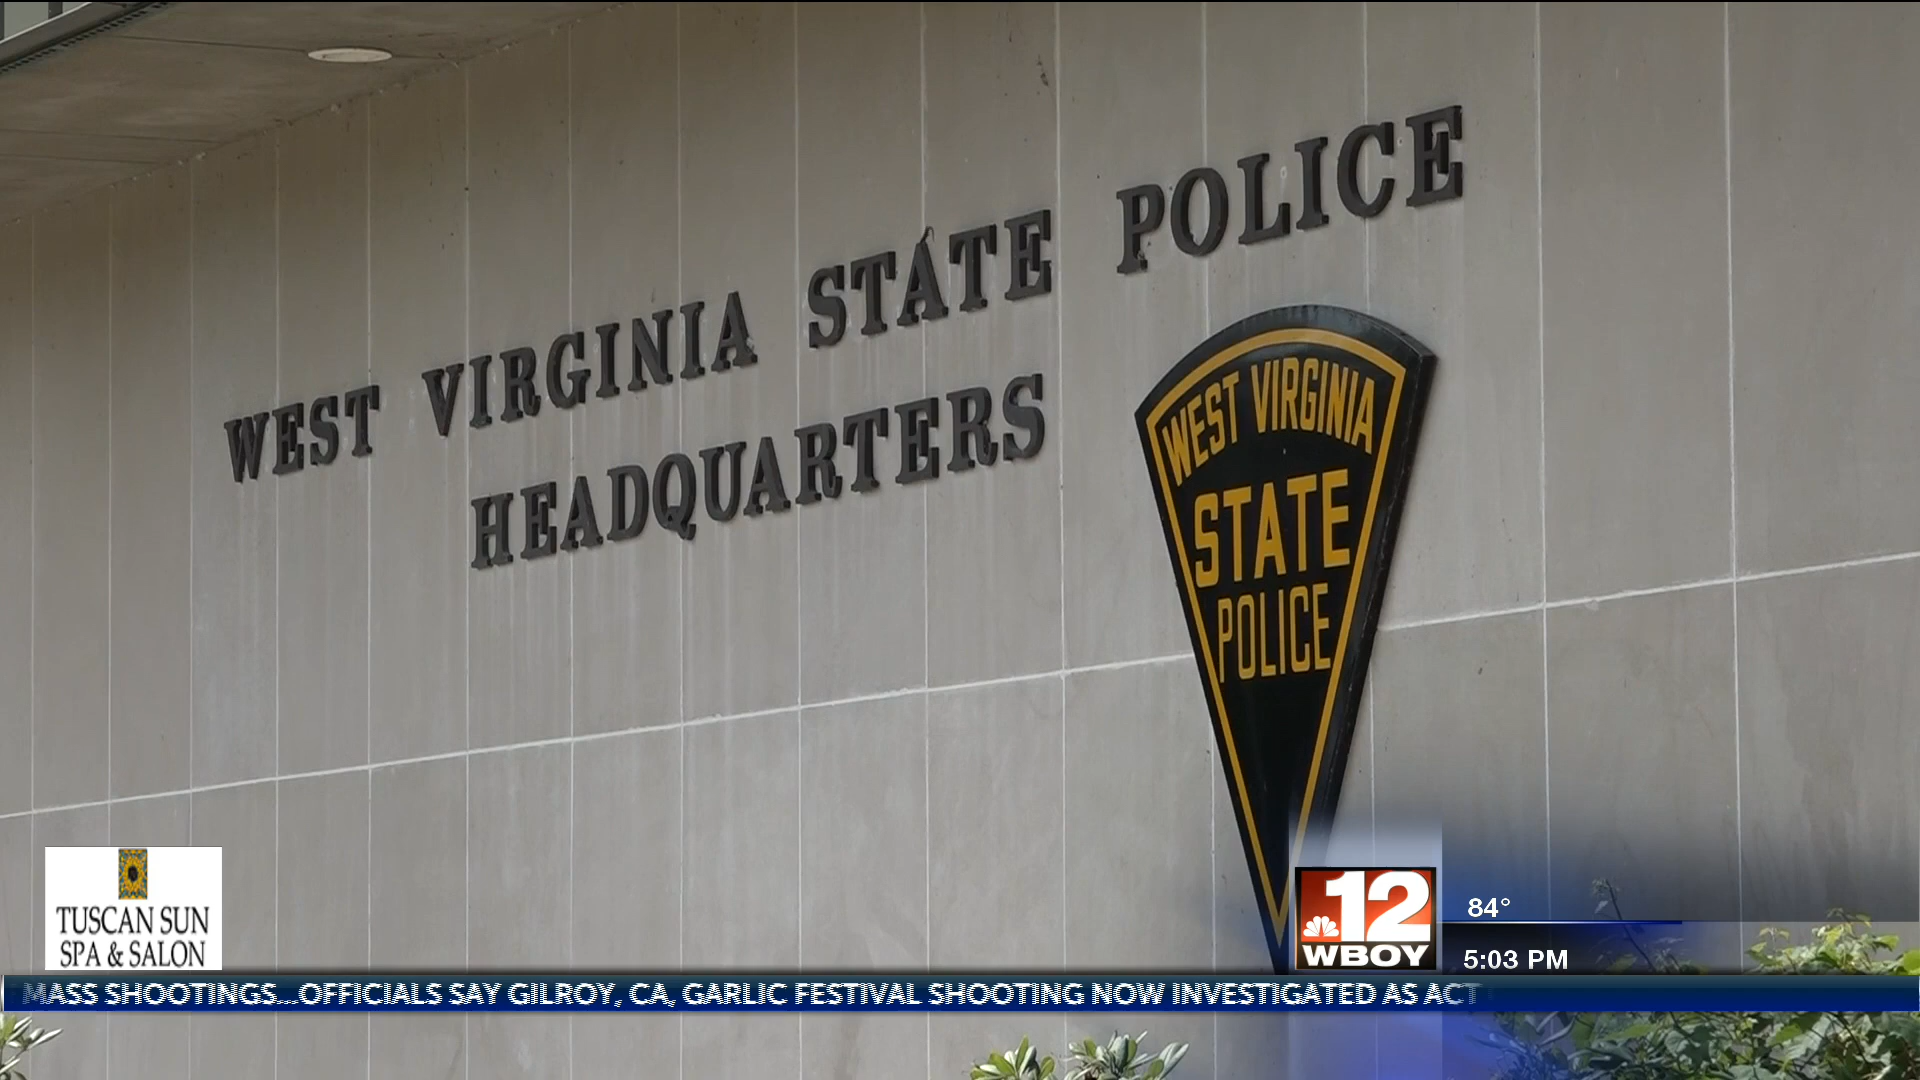 WEST VIRGINIA STATE POLICE
HEADQUARTERS
WEST VIRGINIA
STATE
POLICE
TUSCAN SUN
SPA & SALON
12
WBOY
84°
5:03 PM
MASS SHOOTINGS...OFFICIALS SAY GILROY, CA, GARLIC FESTIVAL SHOOTING NOW INVESTIGATED AS ACT